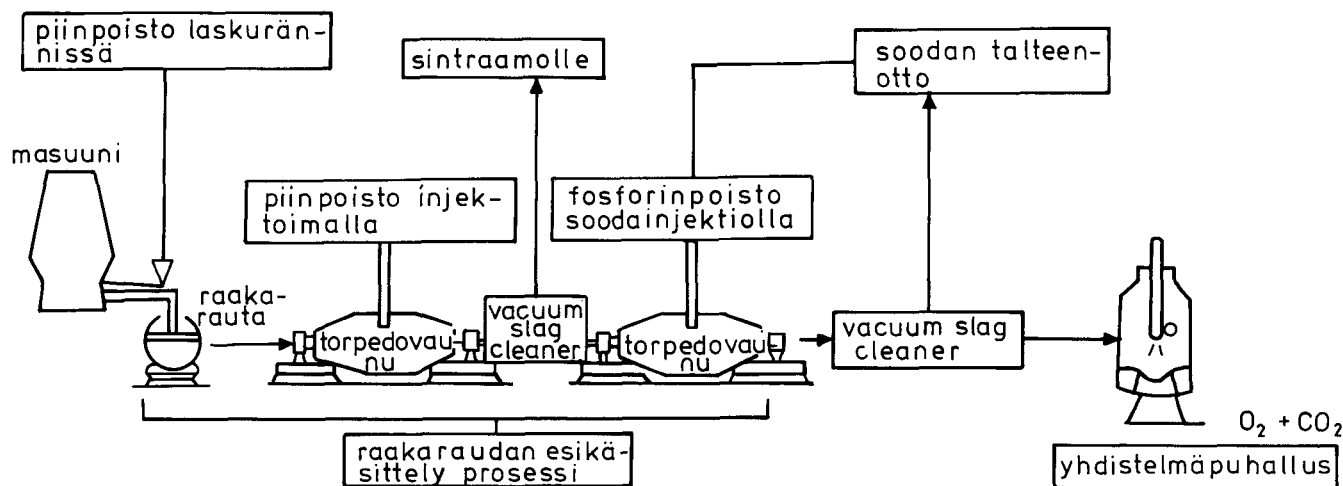 piinpoisto laskurän-
nissä
sintraamolle
soodan talteen-
otto
masuuni
piinpoisto injek-
toimalla
fosforinpoisto
soodainjektiolla
raaka-
rauta
torpedovau-
nu
vacuum
slag
cleaner
torpedovau-
nu
vacuum slag
cleaner
raakaraudan esikä-
sittely prosessi
O₂ + CO₂
yhdistelmäpuhallus